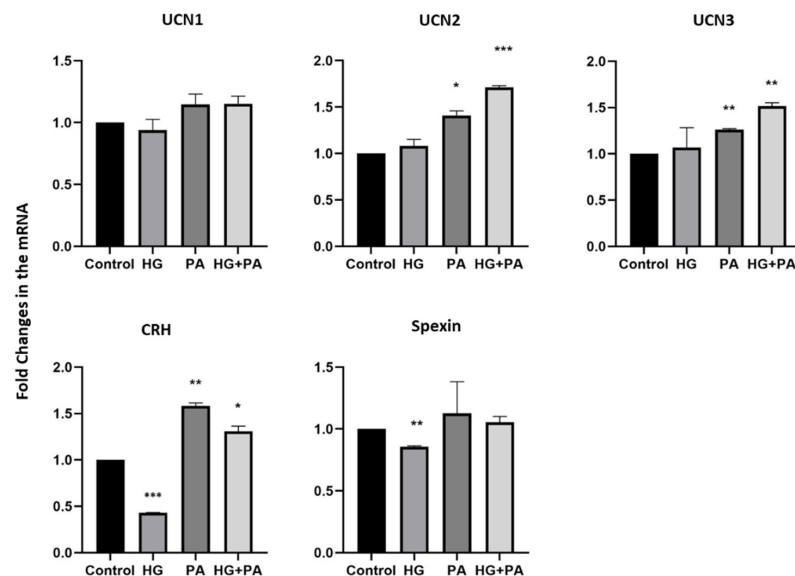 UCN1
UCN2
UCN3
1.5
1.0
0.5
0.0
Control HG PA HG+PA
2.0
1.5
1.0
0.5
0.0
*
***
Control HG PA HG+PA
2.0
1.5
1.0
0.5
0.0
**
**
Control HG PA HG+PA
Fold Changes in the mRNA
CRH
Spexin
2.0
1.5
1.0
0.5
0.0
***
**
*
Control HG PA HG+PA
1.5
1.0
0.5
0.0
**
Control HG PA HG+PA